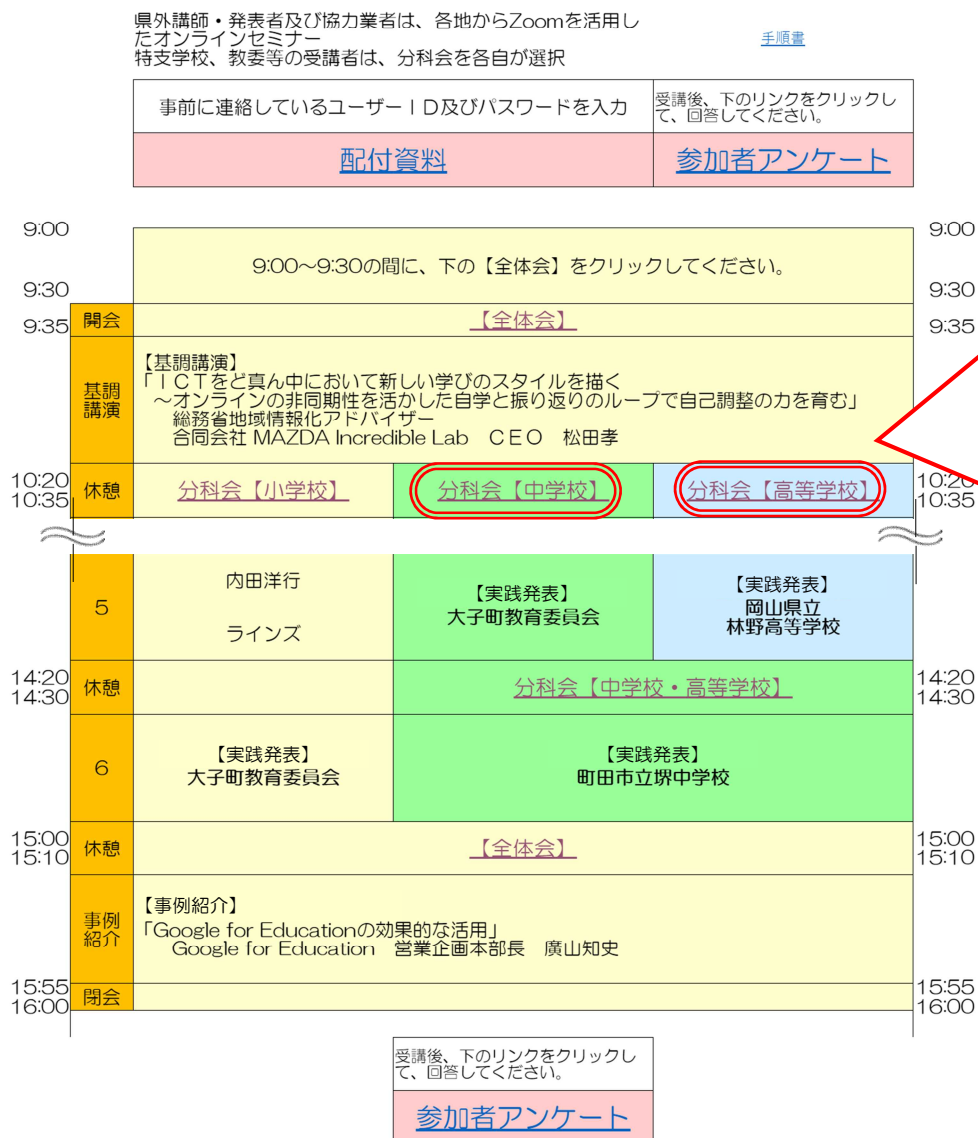 県外講師・発表者及び協力業者は、各地からZoomを活用し
たオンラインセミナー
特支学校、教委等の受講者は、分科会を各自が選択
手順書
事前に連絡しているユーザーＩＤ及びパスワードを入力
受講後、下のリンクをクリックし
て、回答してください。
配付資料
参加者アンケート
9:00
9:00
9:00～9:30の間に、下の【全体会】をクリックしてください。
9:30
9:30
9:35
開会
【全体会】
9:35
基調
講演
【基調講演】
「ＩＣＴをど真ん中において新しい学びのスタイルを描く
～オンラインの非同期性を活かした自学と振り返りのループで自己調整の力を育む」
総務省地域情報化アドバイザー
合同会社 MAZDA Incredible Lab　ＣＥＯ　松田孝
10:20
10:35
休憩
分科会【小学校】
分科会【中学校】
分科会【高等学校】
10:20
10:35
5
内田洋行
ラインズ
【実践発表】
大子町教育委員会
【実践発表】
岡山県立
林野高等学校
14:20
14:30
休憩
分科会【中学校・高等学校】
14:20
14:30
6
【実践発表】
大子町教育委員会
【実践発表】
町田市立堺中学校
15:00
15:10
休憩
【全体会】
15:00
15:10
事例
紹介
【事例紹介】
「Google for Educationの効果的な活用」
Google for Education　営業企画本部長　廣山知史
15:55
16:00
閉会
15:55
16:00
受講後、下のリンクをクリックし
て、回答してください。
参加者アンケート